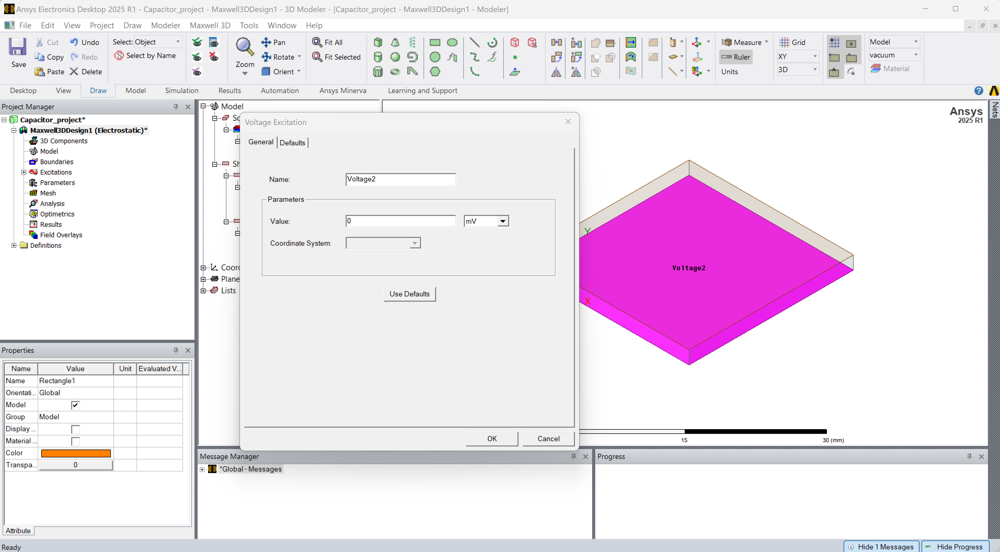 Ansys Electronics Desktop 2025 R1 - Capacitor_project - Maxwell3DDesign1 - 3D Modeler - [Capacitor_project - Maxwell3DDesign1 - Modeler]
File Edit View Project Draw Modeler Maxwell 3D Tools Window Help
Save
Cut
Copy
Paste
Undo
Redo
Delete
Select: Object
Select by Name
Zoom
Pan
Rotate
Orient
Fit All
Fit Selected
Measure
Ruler
Units
Grid
XY
3D
Model
vacuum
Material
Desktop View Draw Model Simulation Results Automation Ansys Minerva Learning and Support
Project Manager
Capacitor_project*
Maxwell3DDesign1 (Electrostatic)*
3D Components
Model
Boundaries
Excitations
Parameters
Mesh
Analysis
Optimetrics
Results
Field Overlays
Definitions
Properties
Name Value Unit Evaluated V...
Name Rectangle1
Orientati... Global
Model
Group Model
Display ...
Material ...
Color
Transpa... 0
Attribute
Model
Sh
Plane
Lists
Voltage Excitation
General Defaults
Name: Voltage2
Parameters
Value: 0 mV
Coordinate System:
Use Defaults
OK Cancel
Ansys
2025 R1
Nets
Y
X
Voltage2
15
30 (mm)
Message Manager
*Global - Messages
Progress
Ready
Hide 1 Messages
Hide Progress